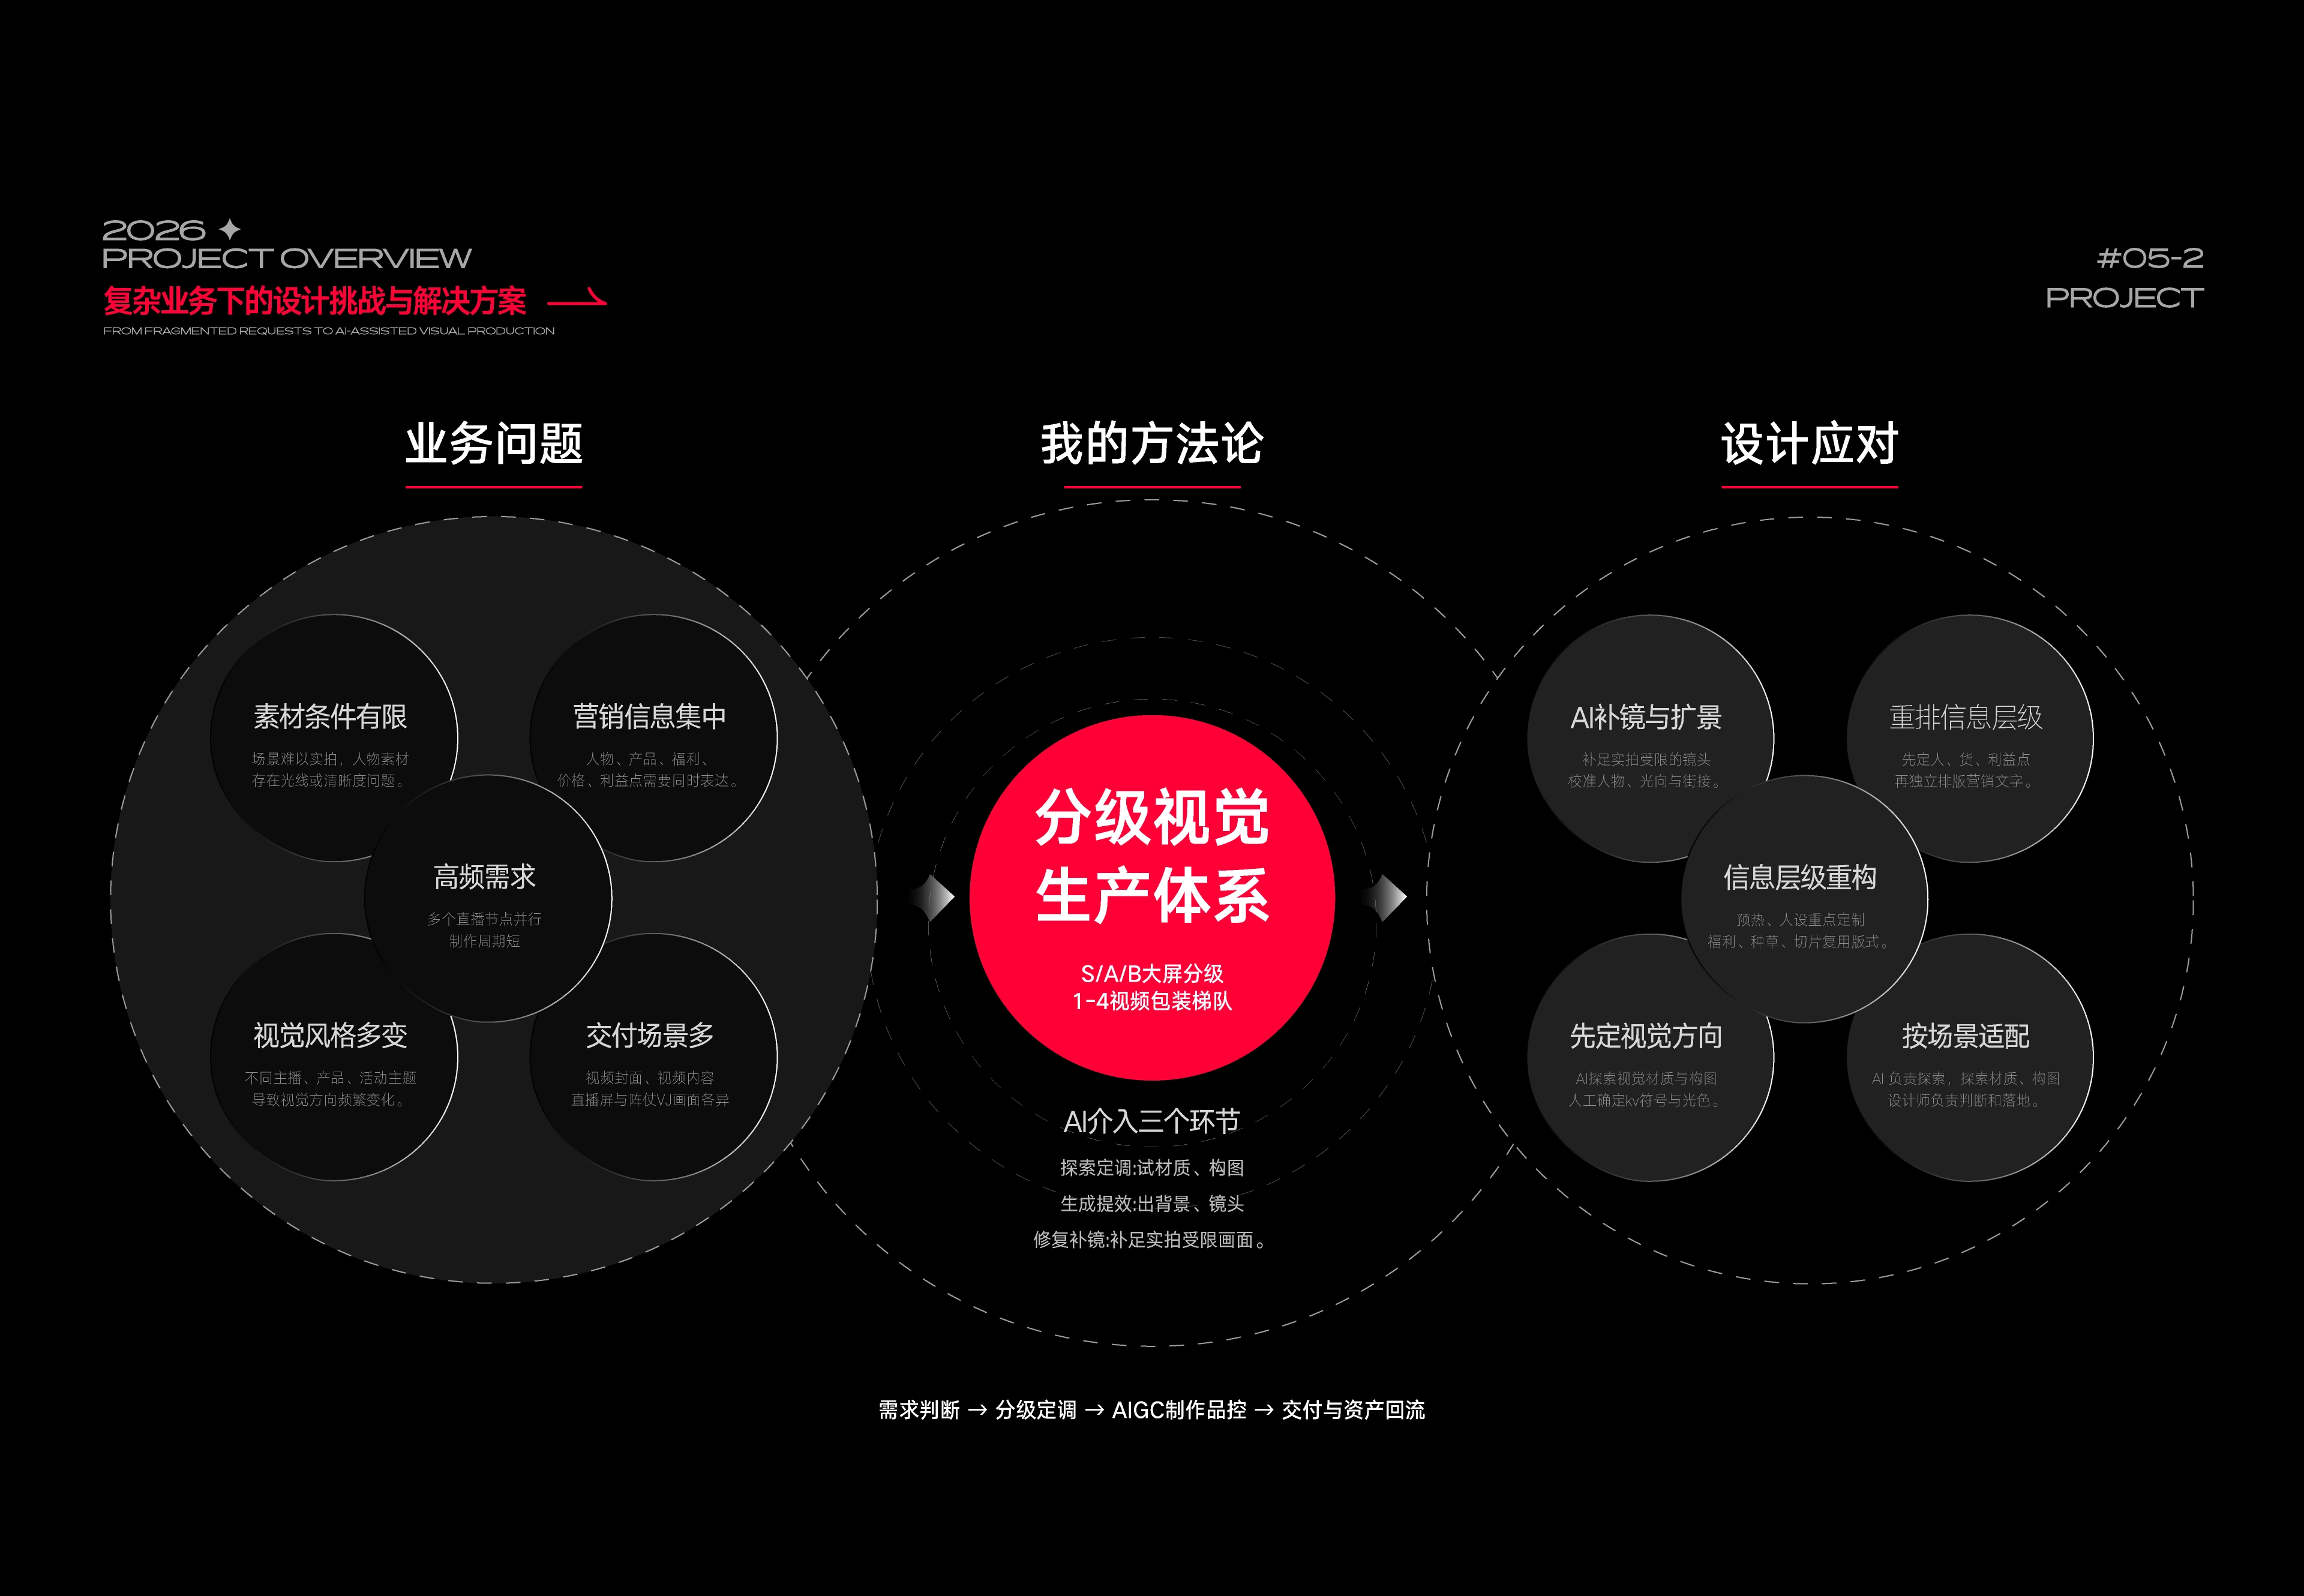 2026
PROJECT OVERVIEW
复杂业务下的设计挑战与解决方案
FROM FRAGMENTED REQUESTS TO AI-ASSISTED VISUAL PRODUCTION
#05-2
PROJECT
业务问题
素材条件有限
场景难以实拍，人物素材
存在光线或清晰度问题。
营销信息集中
人物、产品、福利、
价格、利益点需要同时表达。
高频需求
多个直播节点并行
制作周期短
视觉风格多变
不同主播、产品、活动主题
导致视觉方向频繁变化。
交付场景多
视频封面、视频内容
直播屏与阵仗VJ画面各异
我的方法论
分级视觉
生产体系
S/A/B大屏分级
1-4视频包装梯队
AI介入三个环节
探索定调:试材质、构图
生成提效:出背景、镜头
修复补镜:补足实拍受限画面。
设计应对
AI补镜与扩景
补足实拍受限的镜头
校准人物、光向与衔接。
重排信息层级
先定人、货、利益点
再独立排版营销文字。
信息层级重构
预热、人设重点定制
福利、种草、切片复用版式。
先定视觉方向
AI探索视觉材质与构图
人工确定kv符号与光色。
按场景适配
AI 负责探索，探索材质、构图
设计师负责判断和落地。
需求判断 → 分级定调 → AIGC制作品控 → 交付与资产回流